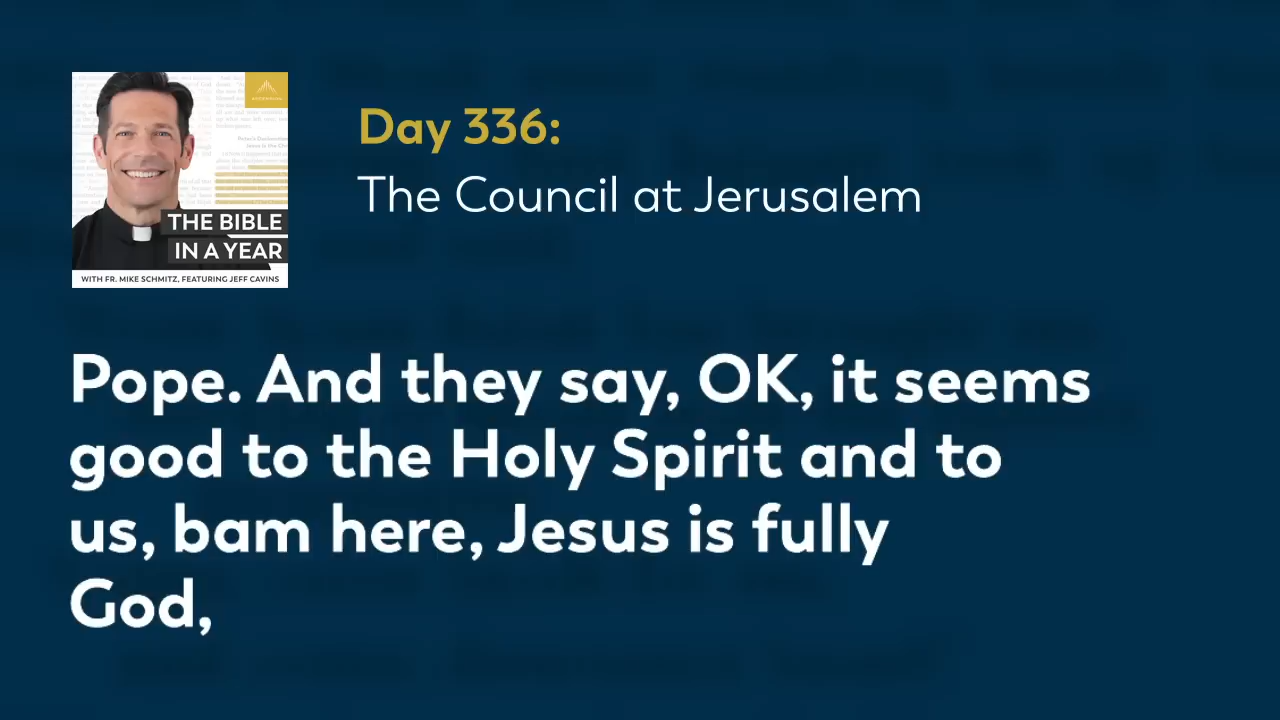 Day 336:
The Council at Jerusalem
THE BIBLE
IN A YEAR
WITH FR. MIKE SCHMITZ, FEATURING JEFF CAVINS
Pope. And they say, OK, it seems
good to the Holy Spirit and to
us, bam here, Jesus is fully
God,